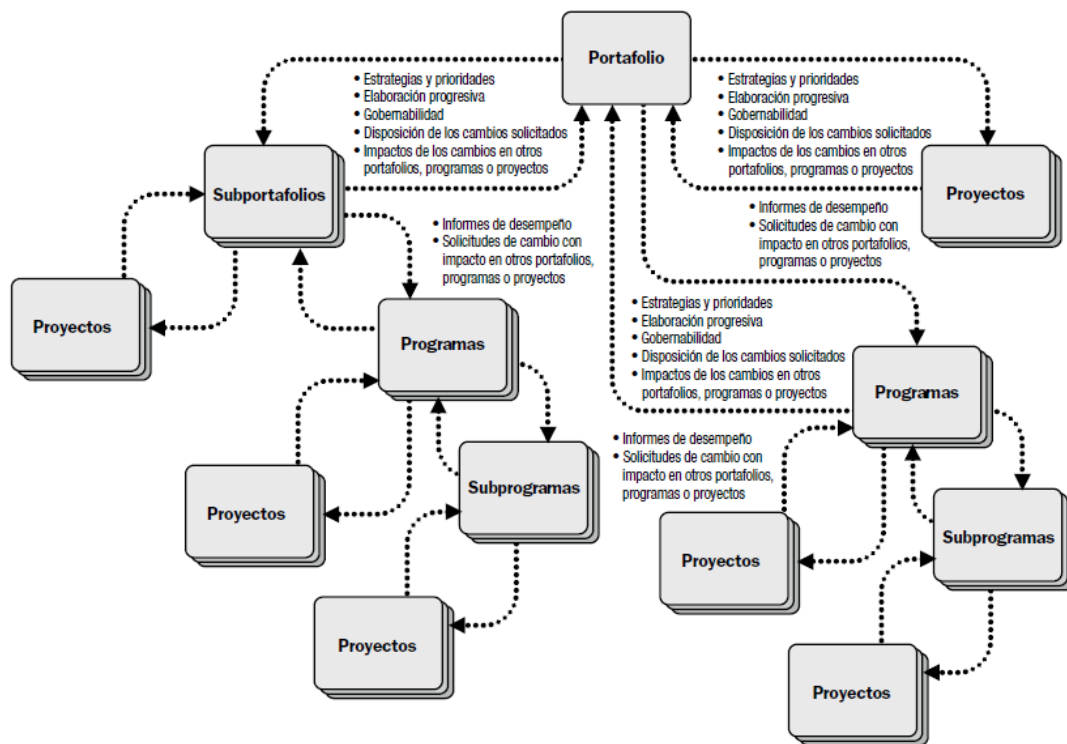 Portafolio
• Estrategias y prioridades
• Elaboración progresiva
• Gobernabilidad
• Disposición de los cambios solicitados
• Impactos de los cambios en otros
portafolios, programas o proyectos
• Estrategias y prioridades
• Elaboración progresiva
• Gobernabilidad
• Disposición de los cambios solicitados
• Impactos de los cambios en otros
portafolios, programas o proyectos
Subportafolios
Proyectos
• Informes de desempeño
• Solicitudes de cambio con
impacto en otros portafolios,
programas o proyectos
• Informes de desempeño
• Solicitudes de cambio con
impacto en otros portafolios,
programas o proyectos
Proyectos
Programas
• Estrategias y prioridades
• Elaboración progresiva
• Gobernabilidad
• Disposición de los cambios solicitados
• Impactos de los cambios en otros
portafolios, programas o proyectos
Programas
• Informes de desempeño
• Solicitudes de cambio con
impacto en otros portafolios,
programas o proyectos
Proyectos
Subprogramas
Proyectos
Subprogramas
Proyectos
Proyectos